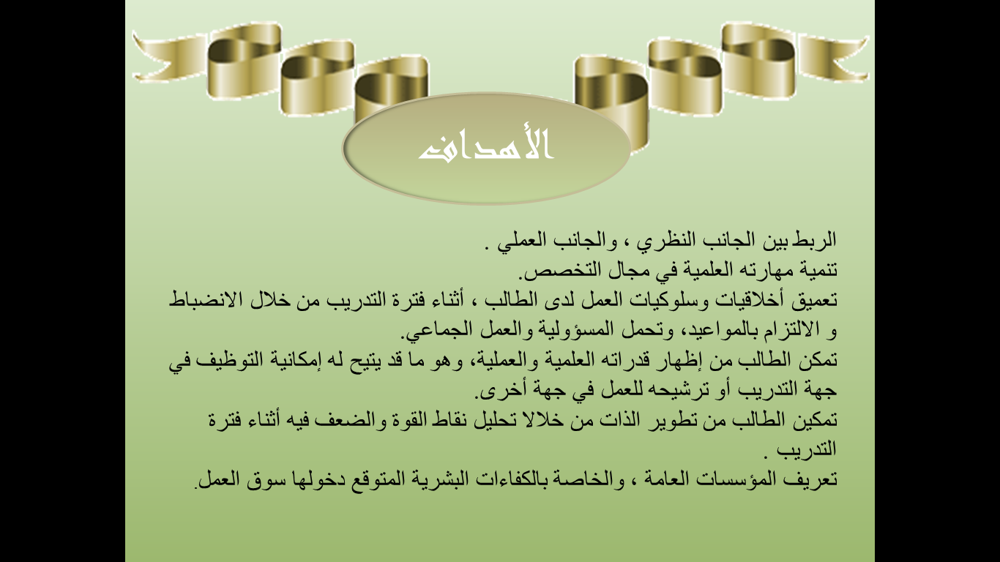 الأهداف
الربط بين الجانب النظري ، والجانب العملي .
تنمية مهارته العلمية في مجال التخصص.
تعميق أخلاقيات وسلوكيات العمل لدى الطالب ، أثناء فترة التدريب من خلال الانضباط
و الالتزام بالمواعيد، وتحمل المسؤولية والعمل الجماعي.
تمكن الطالب من إظهار قدراته العلمية والعملية، وهو ما قد يتيح له إمكانية التوظيف في
جهة التدريب أو ترشيحه للعمل في جهة أخرى.
تمكين الطالب من تطوير الذات من خلالا تحليل نقاط القوة والضعف فيه أثناء فترة
التدريب .
تعريف المؤسسات العامة ، والخاصة بالكفاءات البشرية المتوقع دخولها سوق العمل.